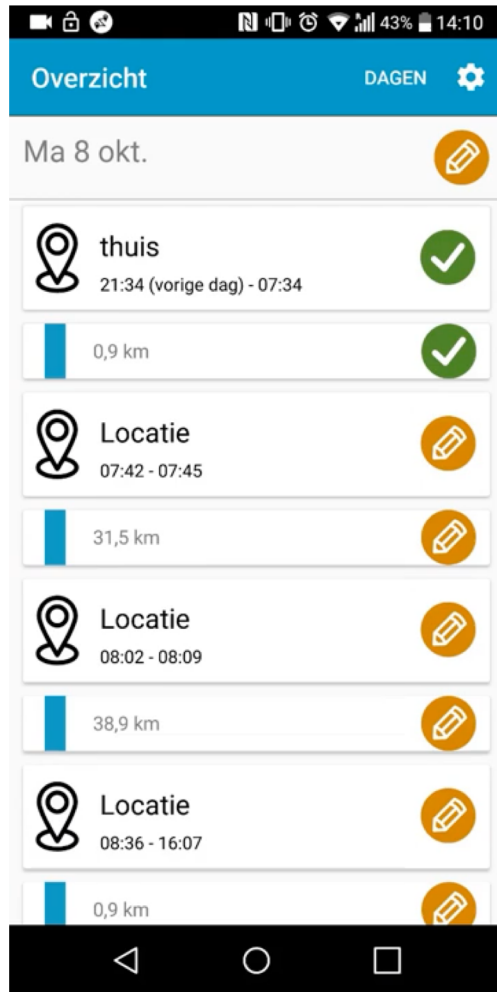 43% 14:10
Overzicht DAGEN
Ma 8 okt.
thuis
21:34 (vorige dag) - 07:34
0,9 km
Locatie
07:42 - 07:45
31,5 km
Locatie
08:02 - 08:09
38,9 km
Locatie
08:36 - 16:07
0,9 km